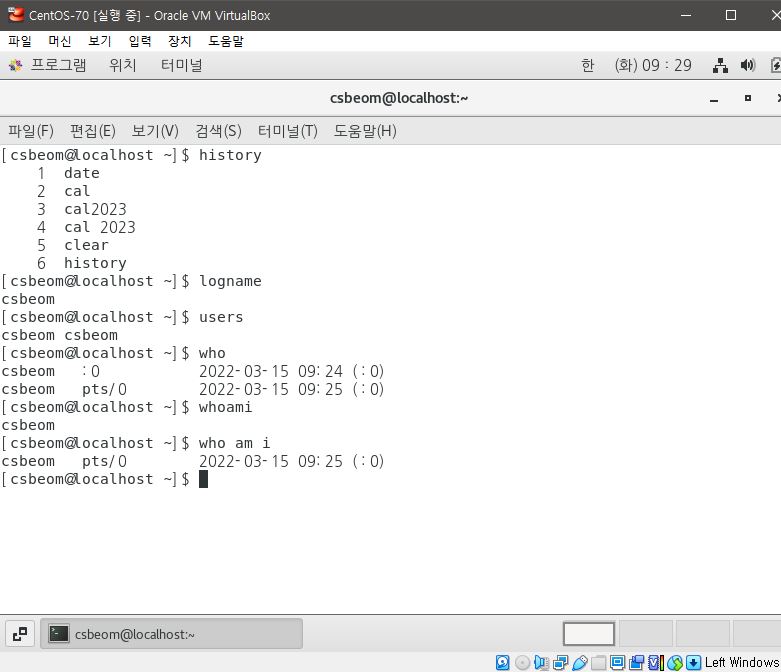 CentOS-70 [실행 중] - Oracle VM VirtualBox
파일 머신 보기 입력 장치 도움말
프로그램 위치 터미널 한 (화) 09 : 29
csbeom@localhost:~
파일(F) 편집(E) 보기(V) 검색(S) 터미널(T) 도움말(H)
[csbeom@localhost ~]$ history
1 date
2 cal
3 cal2023
4 cal 2023
5 clear
6 history
[csbeom@localhost ~]$ logname
csbeom
[csbeom@localhost ~]$ users
csbeom csbeom
[csbeom@localhost ~]$ who
csbeom :0 2022-03-15 09:24 (:0)
csbeom pts/0 2022-03-15 09:25 (:0)
[csbeom@localhost ~]$ whoami
csbeom
[csbeom@localhost ~]$ who am i
csbeom pts/0 2022-03-15 09:25 (:0)
[csbeom@localhost ~]$
csbeom@localhost:~
Left Windows